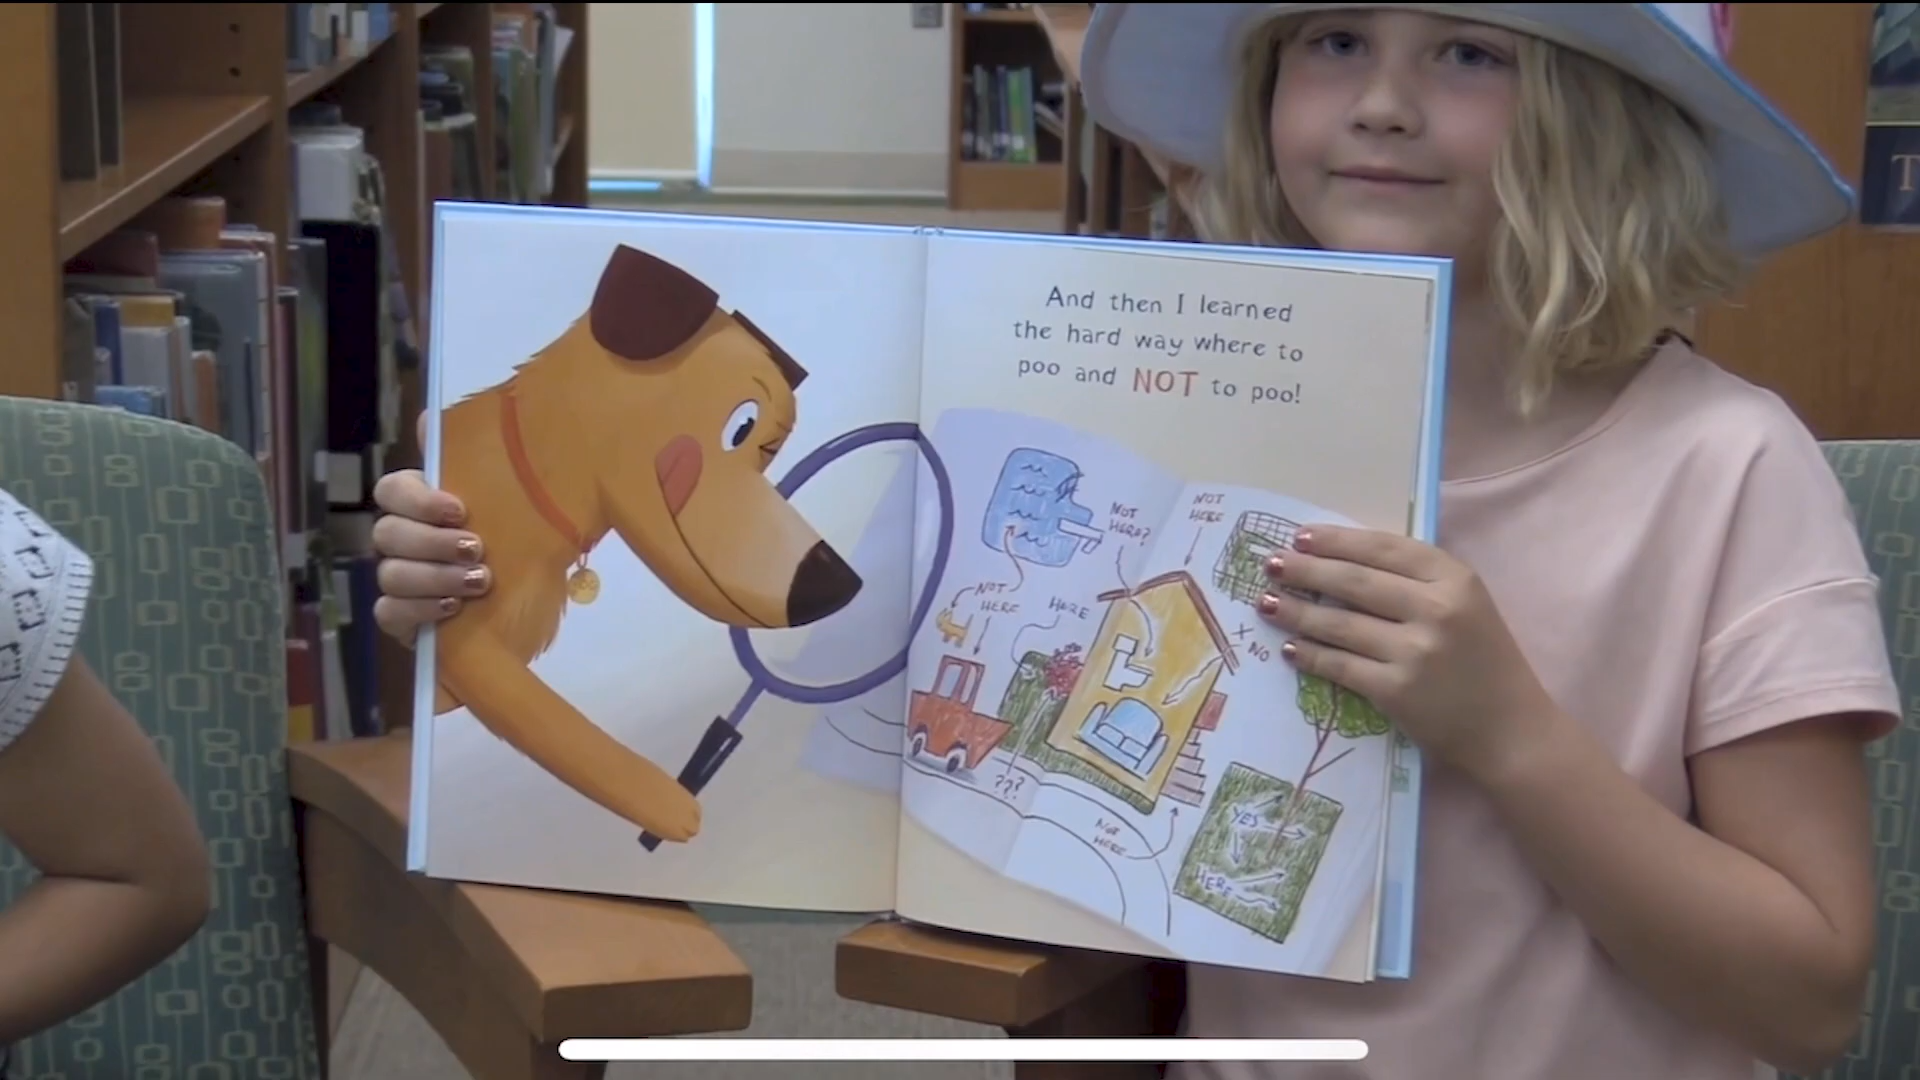 And then I learned
the hard way where to
poo and NOT to poo!
NOT
HERE?
NOT
HERE
NOT
HERE
HERE
NO
???
NOT
HERE
YES
HERE
T